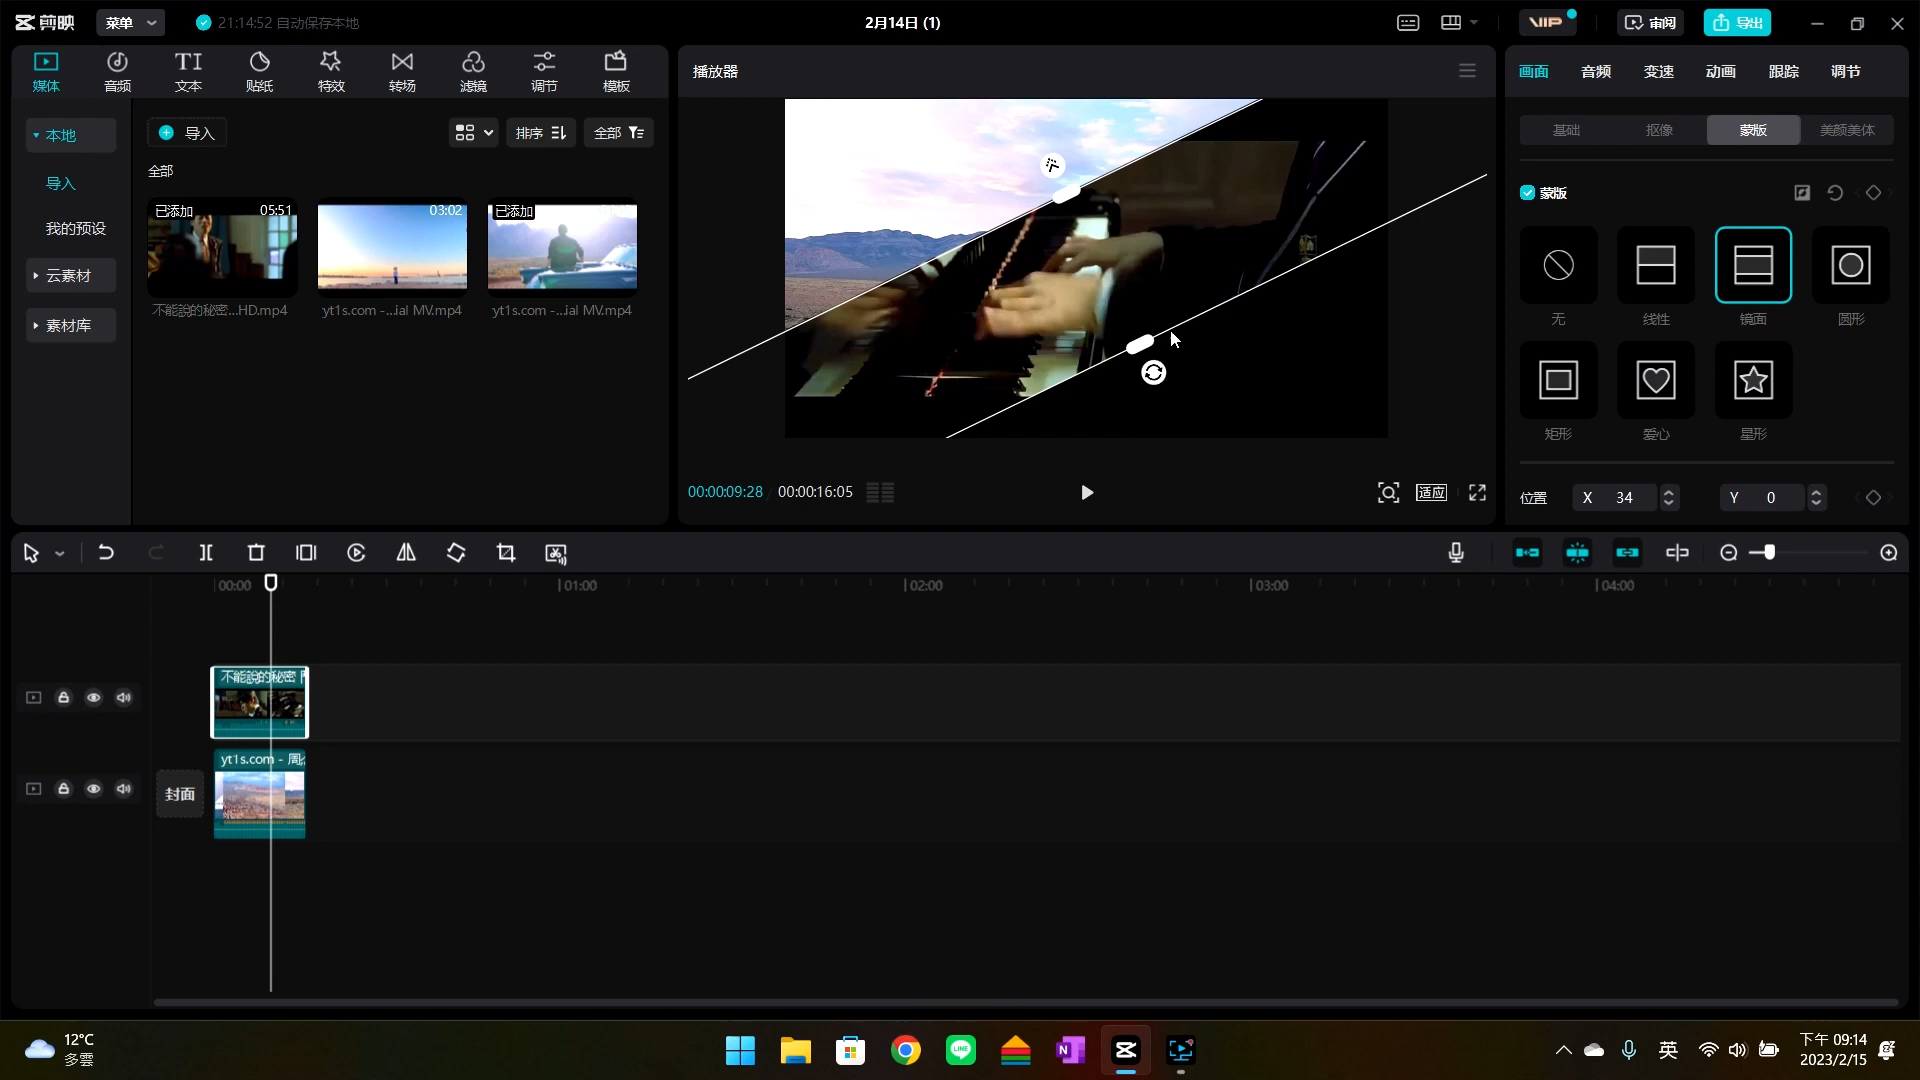 剪映
菜单
21:14:52 自动保存本地
2月14日 (1)
VIP
审阅
导出
媒体
音频
TI
文本
贴纸
特效
转场
滤镜
调节
模板
播放器
画面
音频
变速
动画
跟踪
调节
本地
导入
我的预设
云素材
素材库
导入
排序
全部
全部
已添加
05:51
03:02
已添加
不能說的秘密...HD.mp4
yt1s.com -...ial MV.mp4
yt1s.com -...ial MV.mp4
基础
抠像
蒙版
美颜美体
蒙版
无
线性
镜面
圆形
矩形
爱心
星形
位置
X 34
Y 0
00:00:09:28
00:00:16:05
适应
00:00
01:00
02:00
03:00
04:00
不能說的秘密
封面
yt1s.com - 周
12°C
多雲
LINE
N
英
下午 09:14
2023/2/15